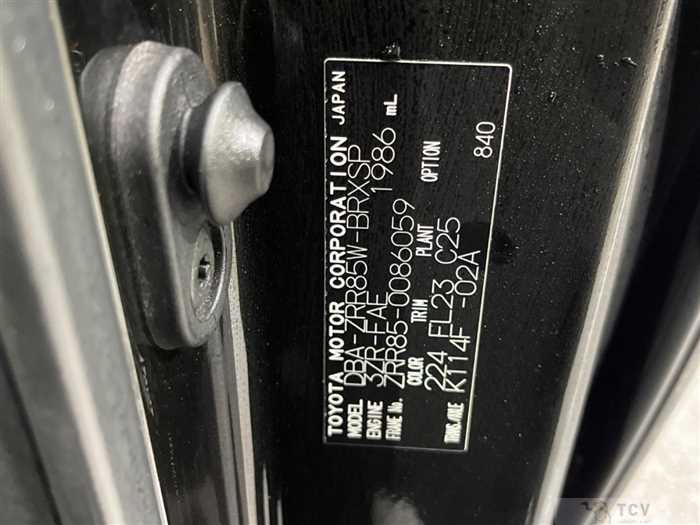 TOYOTA MOTOR CORPORATION JAPAN
MODEL DBA-ZRR85W-BRXSP
ENGINE 3ZR-FAE 1986 mL
FRAME No. ZRR85-0086059
COLOR TRIM PLANT OPTION
224 FL23 C25 840
TRANS./AXLE K114F -02A
TCV